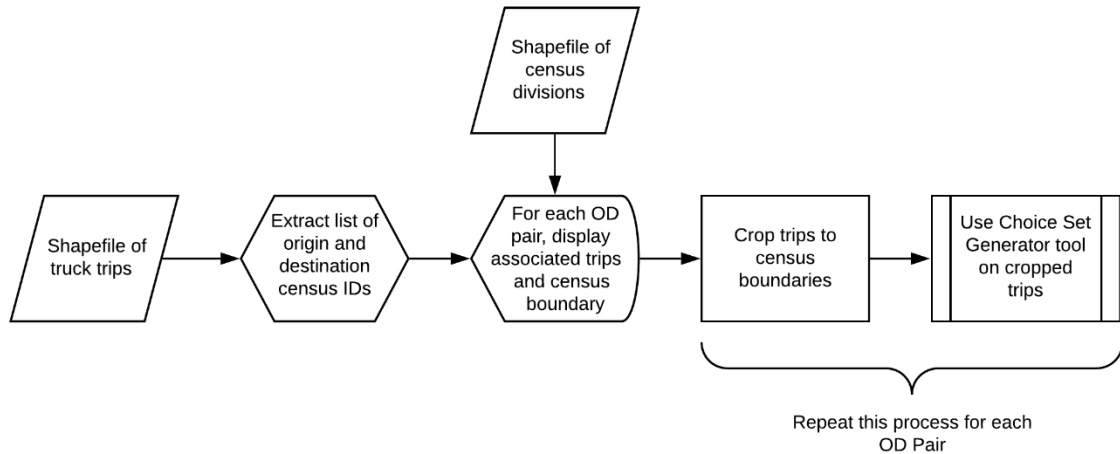 Shapefile of
census
divisions
Shapefile of
truck trips
Extract list of
origin and
destination
census IDs
For each OD
pair, display
associated trips
and census
boundary
Crop trips to
census
boundaries
Use Choice Set
Generator tool
on cropped
trips
Repeat this process for each
OD Pair